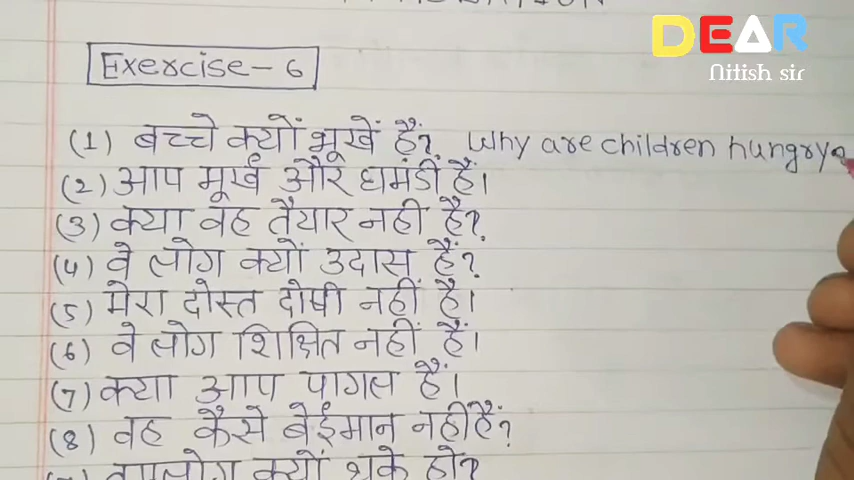 DEAR
Nitish sir
Exercise-6
(1) बच्चे क्यों भूखें हैं? Why are children hungry?
(2) आप मूर्ख और घमंडी हैं।
(3) क्या वह तैयार नही है?
(4) वे लोग क्यों उदास हैं?
(5) मेरा दोस्त दोषी नहीं है।
(6) वे लोग शिक्षित नहीं हैं।
(7) क्या आप पागल हैं।
(8) वह कैसे बेईमान नहीं हैं?
क्यों थके हो?